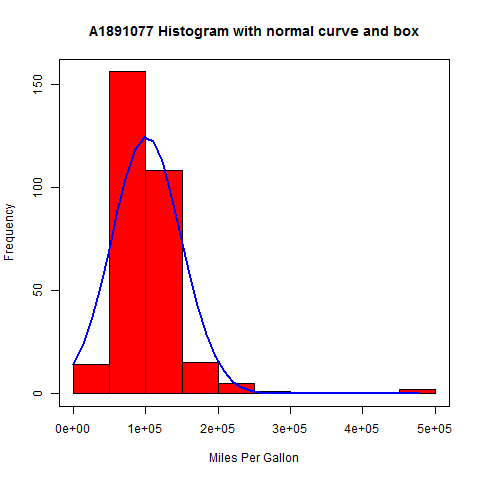 A1891077 Histogram with normal curve and box
150
100
50
0
Frequency
0e+00 1e+05 2e+05 3e+05 4e+05 5e+05
Miles Per Gallon